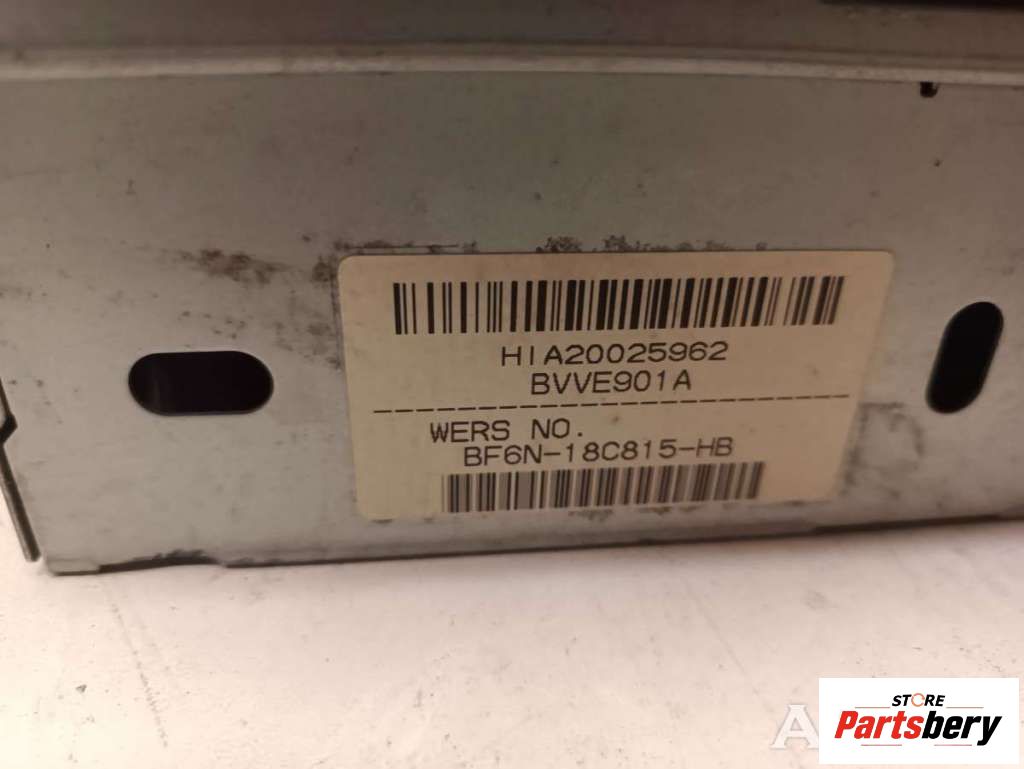 HIA20025962
BVVE901A
WERS NO.
BF6N-18C815-HB
A
STORE
Partsbery